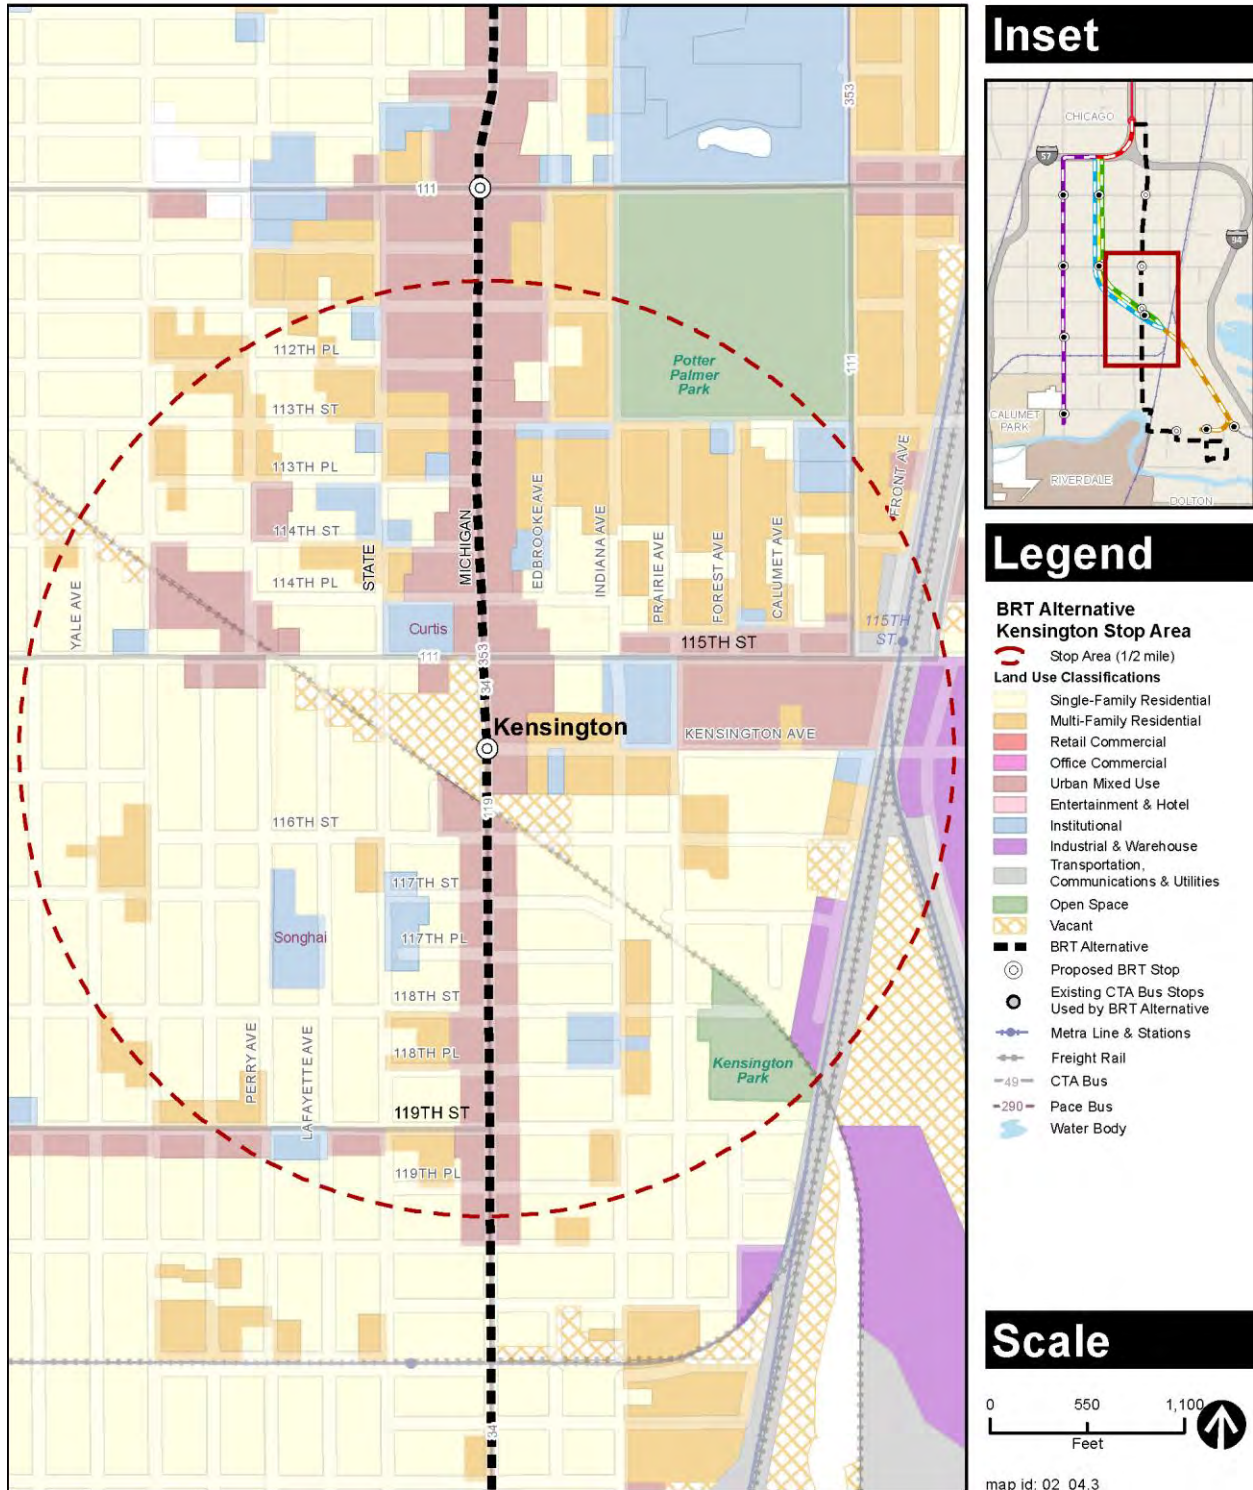 353
111
112TH PL
113TH ST
113TH PL
114TH ST
114TH PL
YALE AVE
STATE
MICHIGAN
EDBROOKE AVE
INDIANA AVE
PRAIRIE AVE
FOREST AVE
CALUMET AVE
FRONT AVE
Potter
Palmer
Park
111
115TH
ST.
Curtis
111
353
34
115TH ST
Kensington
KENSINGTON AVE
119
116TH ST
117TH ST
117TH PL
Songhai
118TH ST
118TH PL
PERRY AVE
LAFAYETTE AVE
119TH ST
119TH PL
Kensington
Park
34
Inset
CHICAGO
57
94
CALUMET
PARK
RIVERDALE
DOLTON
Legend
BRT Alternative
Kensington Stop Area
Stop Area (1/2 mile)
Land Use Classifications
Single-Family Residential
Multi-Family Residential
Retail Commercial
Office Commercial
Urban Mixed Use
Entertainment & Hotel
Institutional
Industrial & Warehouse
Transportation,
Communications & Utilities
Open Space
Vacant
BRT Alternative
Proposed BRT Stop
Existing CTA Bus Stops
Used by BRT Alternative
Metra Line & Stations
Freight Rail
49 CTA Bus
290 Pace Bus
Water Body
Scale
0 550 1,100
Feet
map id: 02_04.3